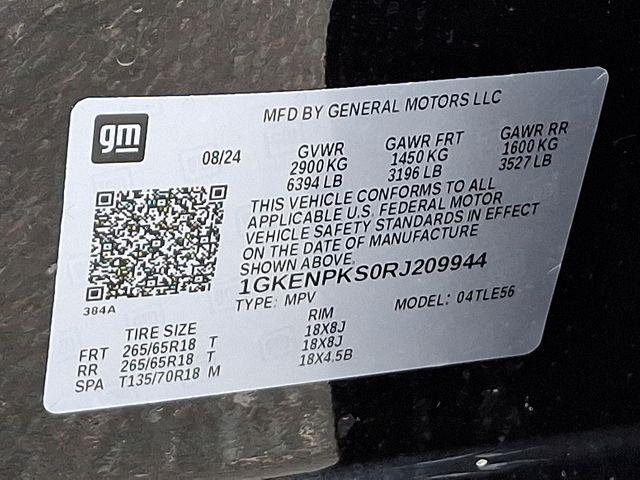 MFD BY GENERAL MOTORS LLC
gm
08/24
GVWR
2900 KG
6394 LB
GAWR FRT
1450 KG
3196 LB
GAWR RR
1600 KG
3527 LB
THIS VEHICLE CONFORMS TO ALL
APPLICABLE U.S. FEDERAL MOTOR
VEHICLE SAFETY STANDARDS IN EFFECT
ON THE DATE OF MANUFACTURE
SHOWN ABOVE.
1GKENPKS0RJ209944
TYPE: MPV
MODEL: 04TLE56
384A
TIRE SIZE
RIM
FRT 265/65R18 T 18X8J
RR 265/65R18 T 18X8J
SPA T135/70R18 M 18X4.5B